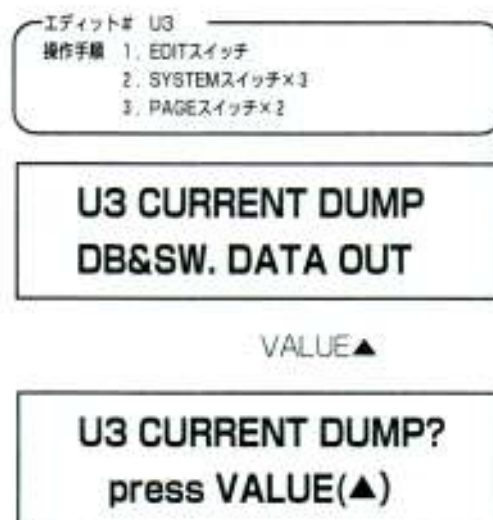 エディット# U3
操作手順 1. EDITスイッチ
2. SYSTEMスイッチ×3
3. PAGEスイッチ×2
U3 CURRENT DUMP
DB&SW. DATA OUT
VALUE▲
U3 CURRENT DUMP?
press VALUE(▲)